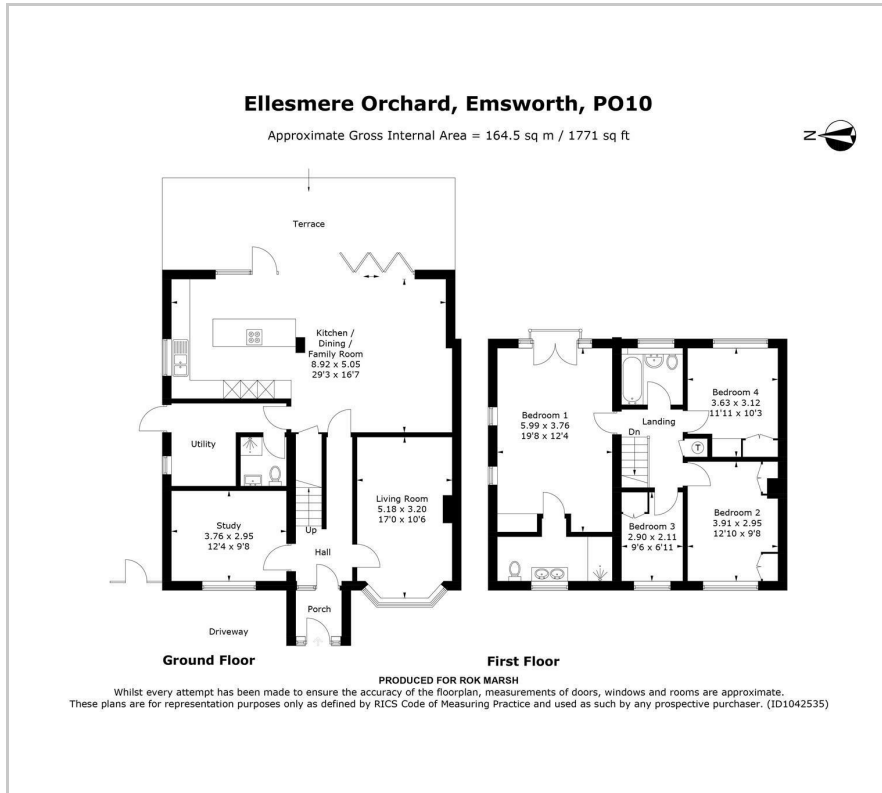 Ellesmere Orchard, Emsworth, PO10
Approximate Gross Internal Area = 164.5 sq m / 1771 sq ft
N
Terrace
Kitchen /
Dining /
Family Room
8.92 x 5.05
29'3 x 16'7
Utility
Study
3.76 x 2.95
12'4 x 9'8
Up
Hall
Living Room
5.18 x 3.20
17'0 x 10'6
Porch
Driveway
Ground Floor
Bedroom 1
5.99 x 3.76
19'8 x 12'4
Landing
Dn
T
Bedroom 4
3.63 x 3.12
11'11 x 10'3
Bedroom 3
2.90 x 2.11
9'6 x 6'11
Bedroom 2
3.91 x 2.95
12'10 x 9'8
First Floor
PRODUCED FOR ROK MARSH
Whilst every attempt has been made to ensure the accuracy of the floorplan, measurements of doors, windows and rooms are approximate.
These plans are for representation purposes only as defined by RICS Code of Measuring Practice and used as such by any prospective purchaser. (ID1042535)